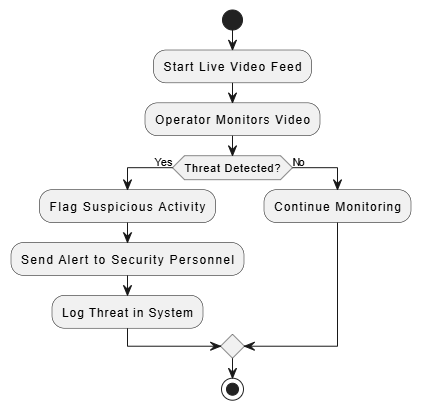 Start Live Video Feed
Operator Monitors Video
Yes
Threat Detected?
No
Flag Suspicious Activity
Continue Monitoring
Send Alert to Security Personnel
Log Threat in System